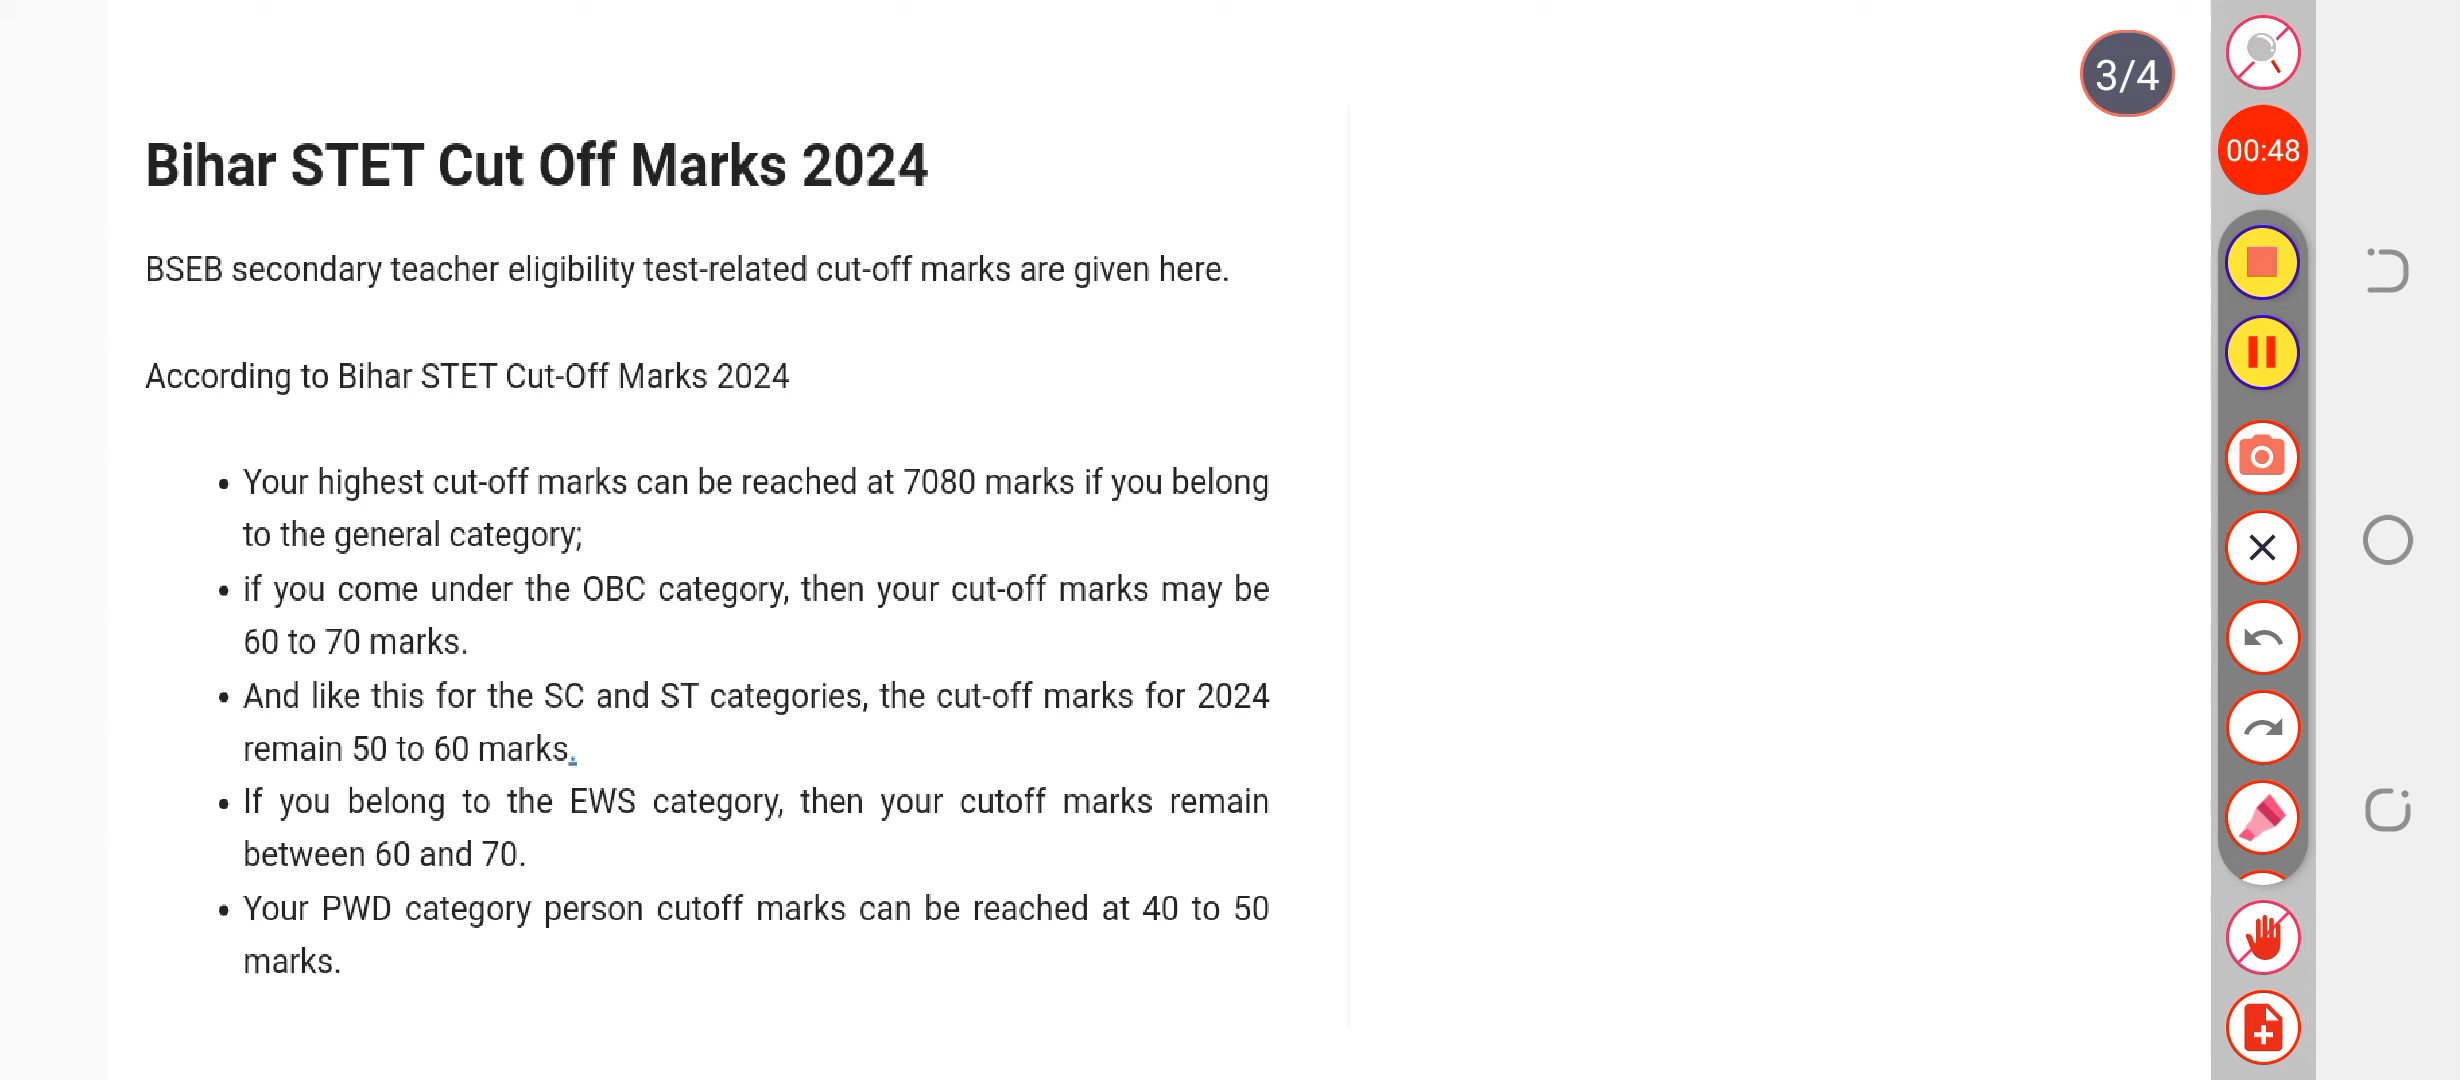 3/4
00:48
Bihar STET Cut Off Marks 2024
BSEB secondary teacher eligibility test-related cut-off marks are given here.
According to Bihar STET Cut-Off Marks 2024
• Your highest cut-off marks can be reached at 7080 marks if you belong
to the general category;
• if you come under the OBC category, then your cut-off marks may be
60 to 70 marks.
• And like this for the SC and ST categories, the cut-off marks for 2024
remain 50 to 60 marks.
• If you belong to the EWS category, then your cutoff marks remain
between 60 and 70.
• Your PWD category person cutoff marks can be reached at 40 to 50
marks.